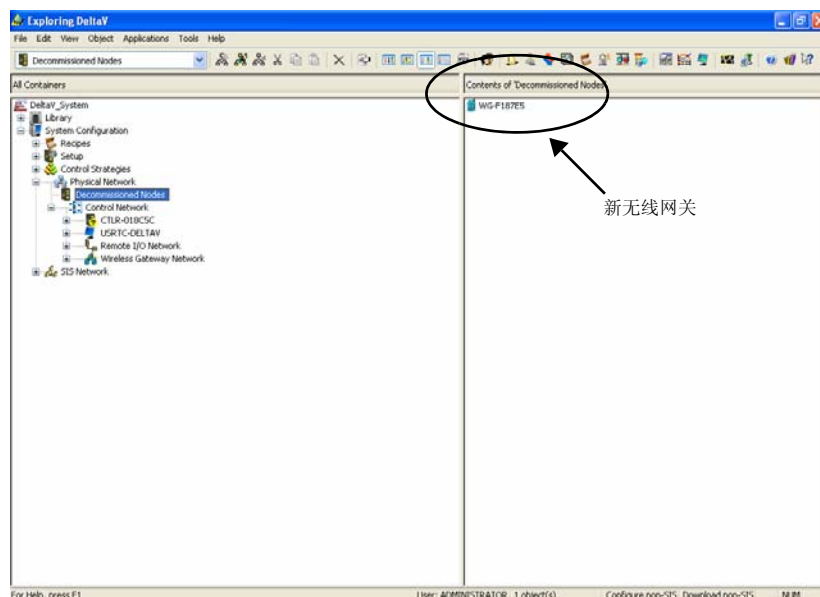 Exploring DeltaV
File Edit View Object Applications Tools Help
Decommissioned Nodes
All Containers
Contents of 'Decommissioned Nodes'
DeltaV_System
Library
System Configuration
Recipes
Setup
Control Strategies
Physical Network
Decommissioned Nodes
Control Network
CTLR-018C5C
USRTC-DELTAV
Remote I/O Network
Wireless Gateway Network
SIS Network
WG-F187E5
新无线网关
For Help, press F1
User: ADMINISTRATOR 1 object(s) Configure non-SIS Download non-SIS NUM